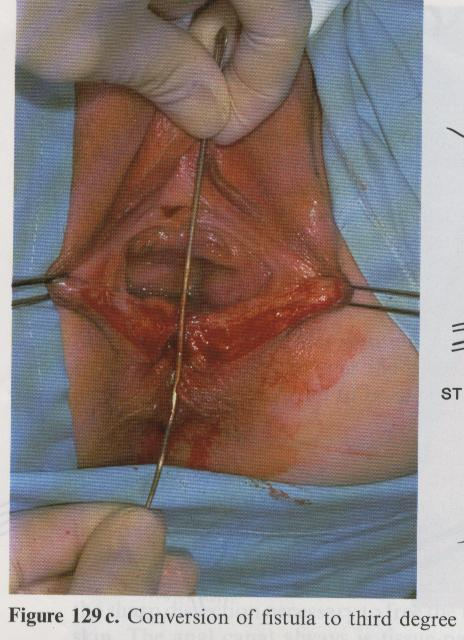 ST
Figure 129 c. Conversion of fistula to third degree